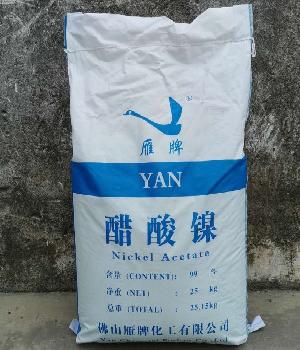 ®
雁牌
YAN
醋酸镍
Nickel Acetate
含量(CONTENT): 99 %
净重(NET): 25 kg
总重(TOTAL): 25.15kg
佛山雁牌化工有限公司